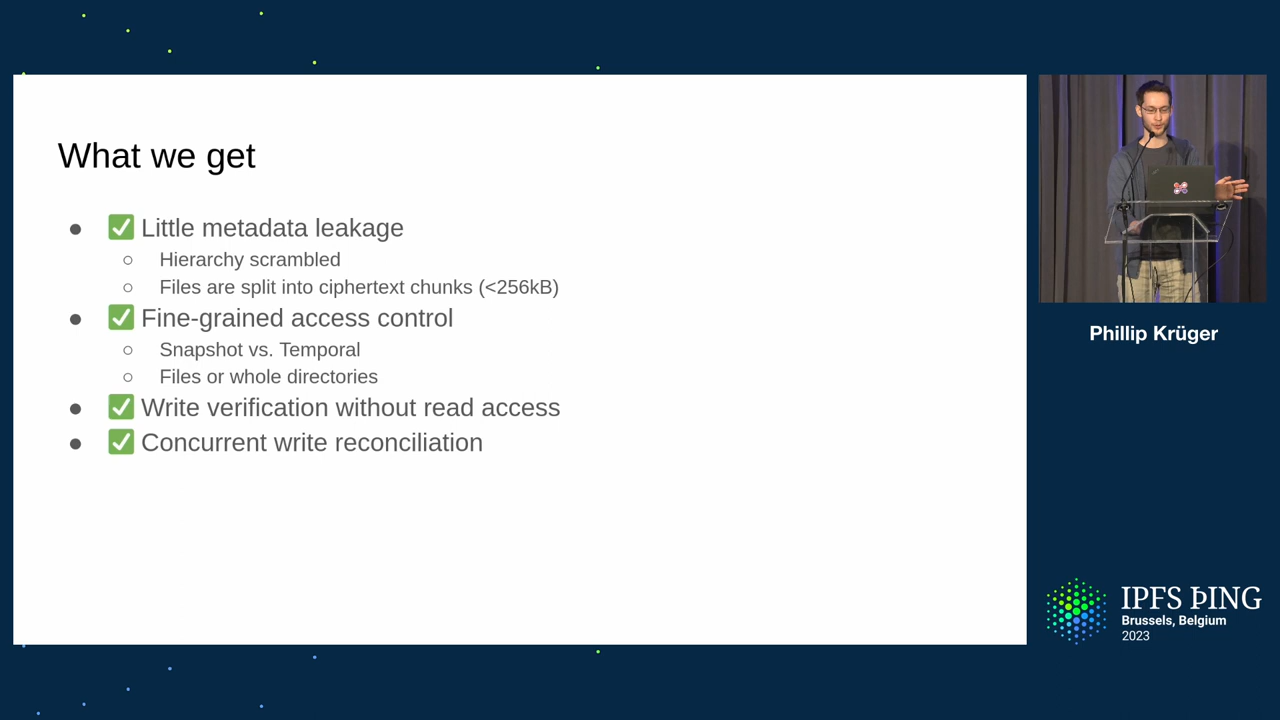 What we get
● ✅ Little metadata leakage
○ Hierarchy scrambled
○ Files are split into ciphertext chunks (<256kB)
● ✅ Fine-grained access control
○ Snapshot vs. Temporal
○ Files or whole directories
● ✅ Write verification without read access
● ✅ Concurrent write reconciliation
Phillip Krüger
IPFS ÞING
Brussels, Belgium
2023